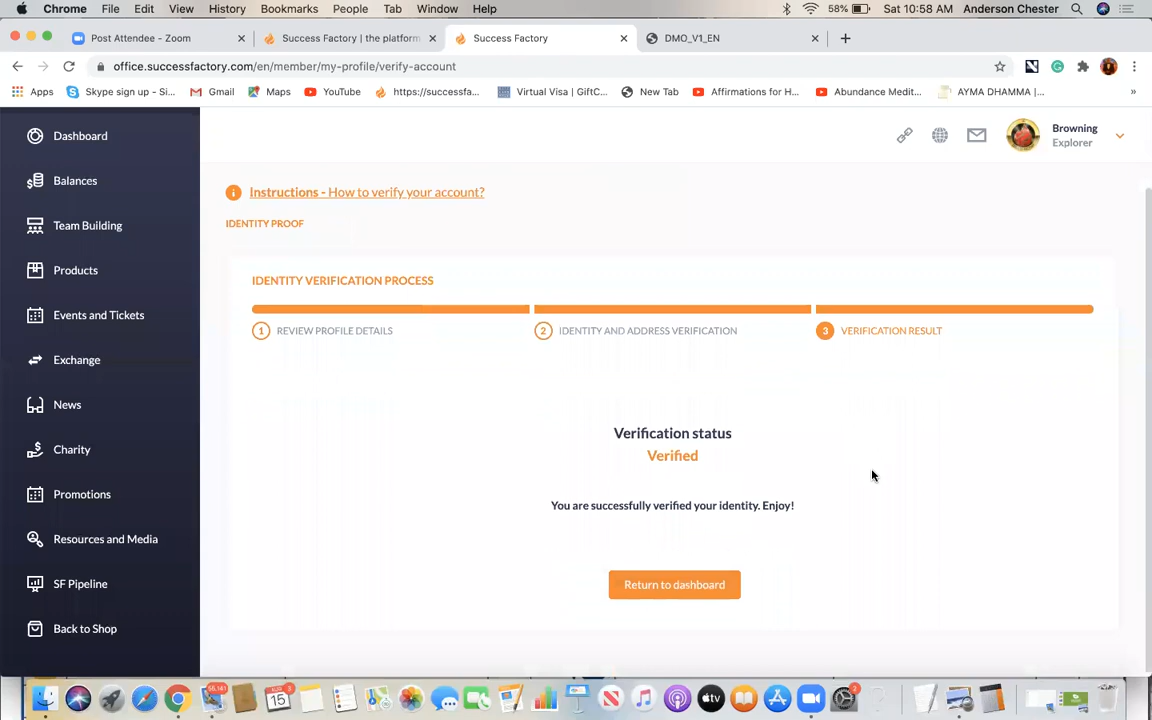 Chrome File Edit View History Bookmarks People Tab Window Help 58% Sat 10:58 AM Anderson Chester
Post Attendee - Zoom Success Factory | the platform Success Factory DMO_V1_EN
office.successfactory.com/en/member/my-profile/verify-account
Apps Skype sign up - Si... Gmail Maps YouTube https://successfa... Virtual Visa | GiftC... New Tab Affirmations for H... Abundance Medit... AYMA DHAMMA |... »
Browning
Explorer
Dashboard
Balances
Team Building
Products
Events and Tickets
Exchange
News
Charity
Promotions
Resources and Media
SF Pipeline
Back to Shop
Instructions - How to verify your account?
IDENTITY PROOF
IDENTITY VERIFICATION PROCESS
1 REVIEW PROFILE DETAILS 2 IDENTITY AND ADDRESS VERIFICATION 3 VERIFICATION RESULT
Verification status
Verified
You are successfully verified your identity. Enjoy!
Return to dashboard
15
tv